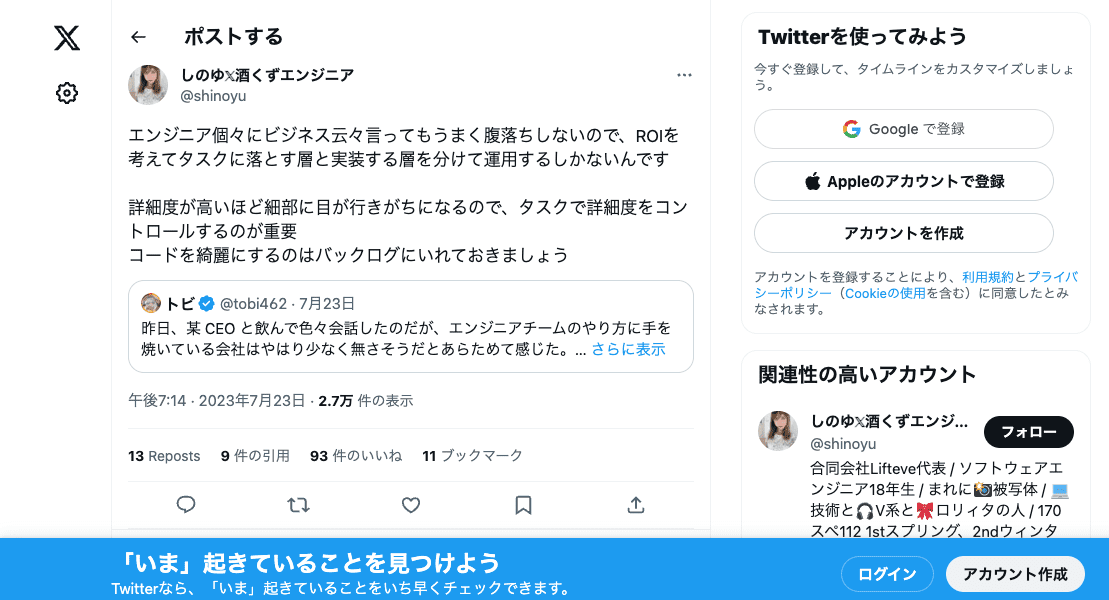 ポストする
しのゆ𝕏酒くずエンジニア
@shinoyu
エンジニア個々にビジネス云々言ってもうまく腹落ちしないので、ROIを
考えてタスクに落とす層と実装する層を分けて運用するしかないんです
詳細度が高いほど細部に目が行きがちになるので、タスクで詳細度をコン
トロールするのが重要
コードを綺麗にするのはバックログにいれておきましょう
トビ @tobi462 · 7月23日
昨日、某 CEO と飲んで色々会話したのだが、エンジニアチームのやり方に手を
焼いている会社はやはり少なく無さそうだとあらためて感じた。... さらに表示
午後7:14 · 2023年7月23日 · 2.7万 件の表示
13 Reposts 9 件の引用 93 件のいいね 11 ブックマーク
Twitterを使ってみよう
今すぐ登録して、タイムラインをカスタマイズしましょ
う。
Google で登録
Appleのアカウントで登録
アカウントを作成
アカウントを登録することにより、利用規約とプライバ
シーポリシー（Cookieの使用を含む）に同意したとみ
なされます。
関連性の高いアカウント
しのゆ𝕏酒くずエンジ...
@shinoyu
フォロー
合同会社Lifteve代表 / ソフトウェアエ
ンジニア18年生 / まれに📸被写体 / 💻
技術と🎧V系と🎀ロリィタの人 / 170
スペ112 1stスプリング、2ndウィンタ
「いま」起きていることを見つけよう
Twitterなら、「いま」起きていることをいち早くチェックできます。
ログイン
アカウント作成